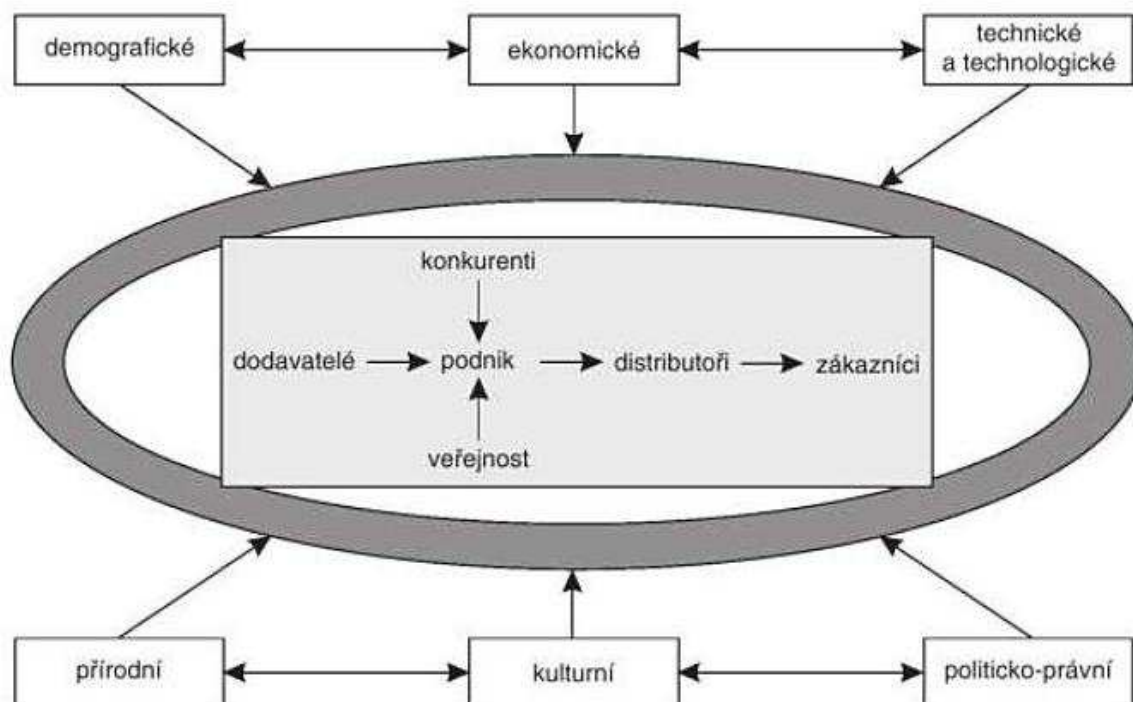 demografické
ekonomické
technické
a technologické
konkurenti
dodavatelé
podnik
distributoři
zákazníci
veřejnost
přírodní
kulturní
politicko-právní